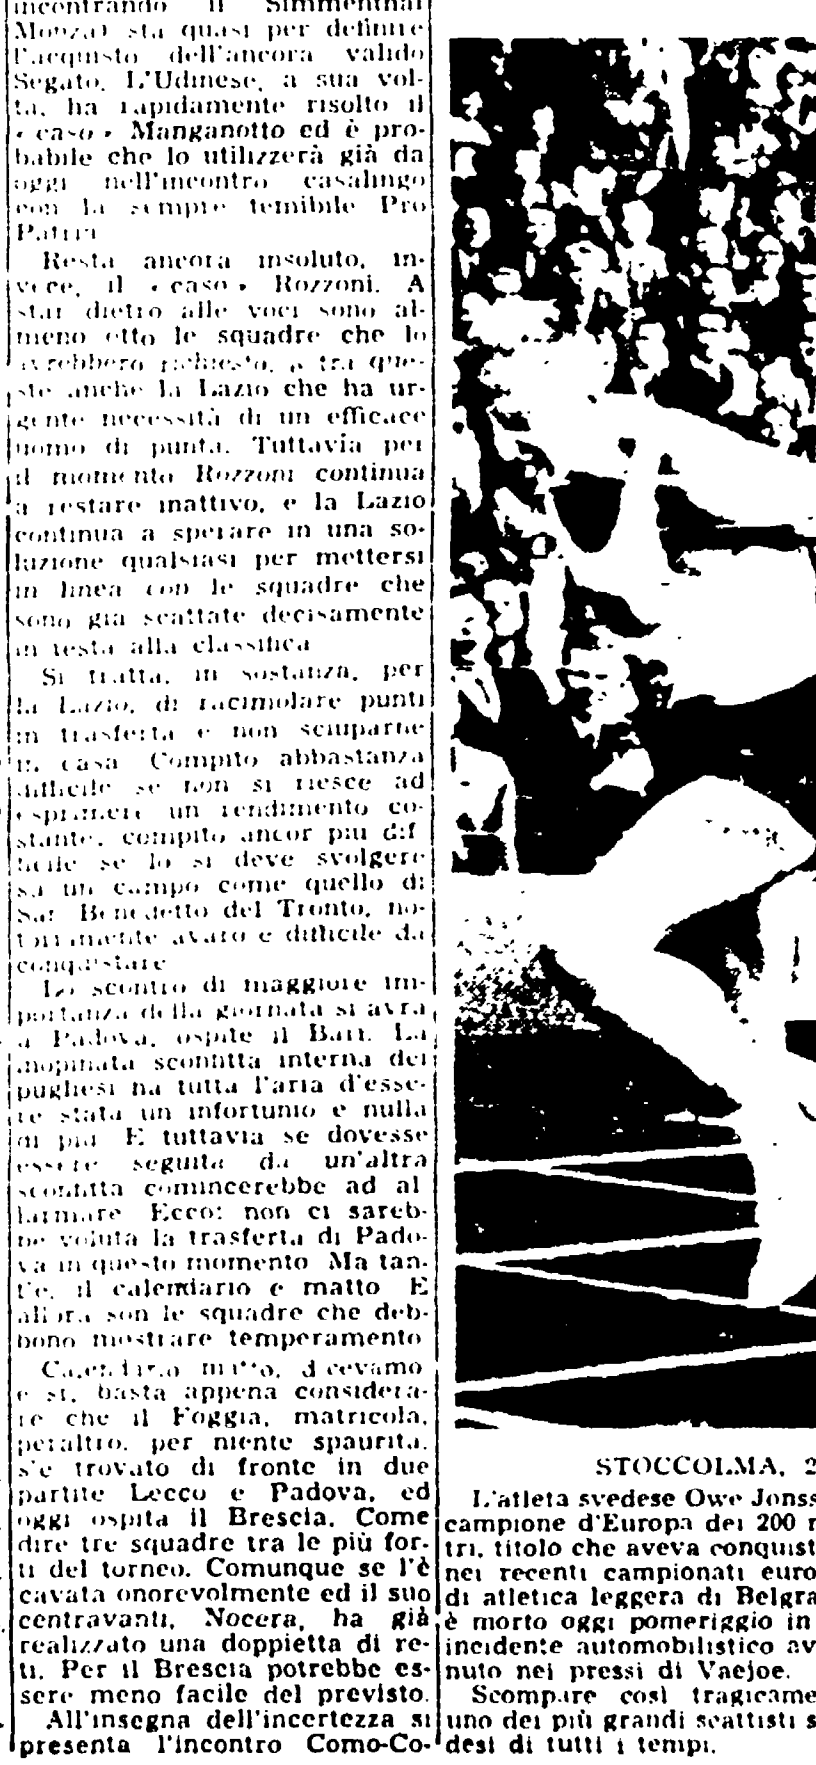 incontrando il Simmenthal
Monza) sta quasi per definire
l'acquisto dell'ancora valido
Segato. L'Udinese, a sua vol-
ta, ha rapidamente risolto il
« caso » Manganotto ed è pro-
babile che lo utilizzerà già da
oggi nell'incontro casalingo
con la sempre temibile Pro
Patria
Resta ancora insoluto, in-
vece, il « caso » Rozzoni. A
star dietro alle voci sono al-
meno otto le squadre che lo
avrebbero richiesto, e tra que-
ste anche la Lazio che ha ur-
gente necessità di un efficace
uomo di punta. Tuttavia per
il momento Rozzoni continua
a restare inattivo, e la Lazio
continua a sperare in una so-
luzione qualsiasi per mettersi
in linea con le squadre che
sono già scattate decisamente
in testa alla classifica
Si tratta, in sostanza, per
la Lazio, di racimolare punti
in trasferta e non sciuparne
in casa Compito abbastanza
difficile se non si riesce ad
esprimere un rendimento co-
stante, compito ancor più dif
ficile se lo si deve svolgere
su un campo come quello di
San Benedetto del Tronto, no-
toriamente avaro e difficile da
conquistare
Lo scontro di maggiore im-
portanza della giornata si avrà
a Padova, ospite il Bari. La
inopinata sconfitta interna dei
pugliesi ha tutta l'aria d'esse-
re stata un infortunio e nulla
di più E tuttavia se dovesse
essere seguita da un'altra
sconfitta comincerebbe ad al
larmare Ecco: non ci sareb-
be voluta la trasferta di Pado-
va in questo momento Ma tan-
t'è, il calendario è matto E
allora son le squadre che deb-
bono mostrare temperamento
Calendario matto, dicevamo
e sì, basta appena considera-
re che il Foggia, matricola,
peraltro, per niente spaurita,
s'è trovato di fronte in due
partite Lecco e Padova, ed
oggi ospita il Brescia. Come
dire tre squadre tra le più for-
ti del torneo. Comunque se l'è
cavata onorevolmente ed il suo
centravanti, Nocera, ha già
realizzato una doppietta di re-
ti. Per il Brescia potrebbe es-
sere meno facile del previsto.
All'insegna dell'incertezza si
presenta l'incontro Como-Co-
STOCCOLMA, 2
L'atleta svedese Owe Jonss
campione d'Europa dei 200 m
tri, titolo che aveva conquist
nei recenti campionati euro
di atletica leggera di Belgra
è morto oggi pomeriggio in
incidente automobilistico av
nuto nei pressi di Vaejoe.
Scompare così tragicame
uno dei più grandi scattisti s
desi di tutti i tempi.